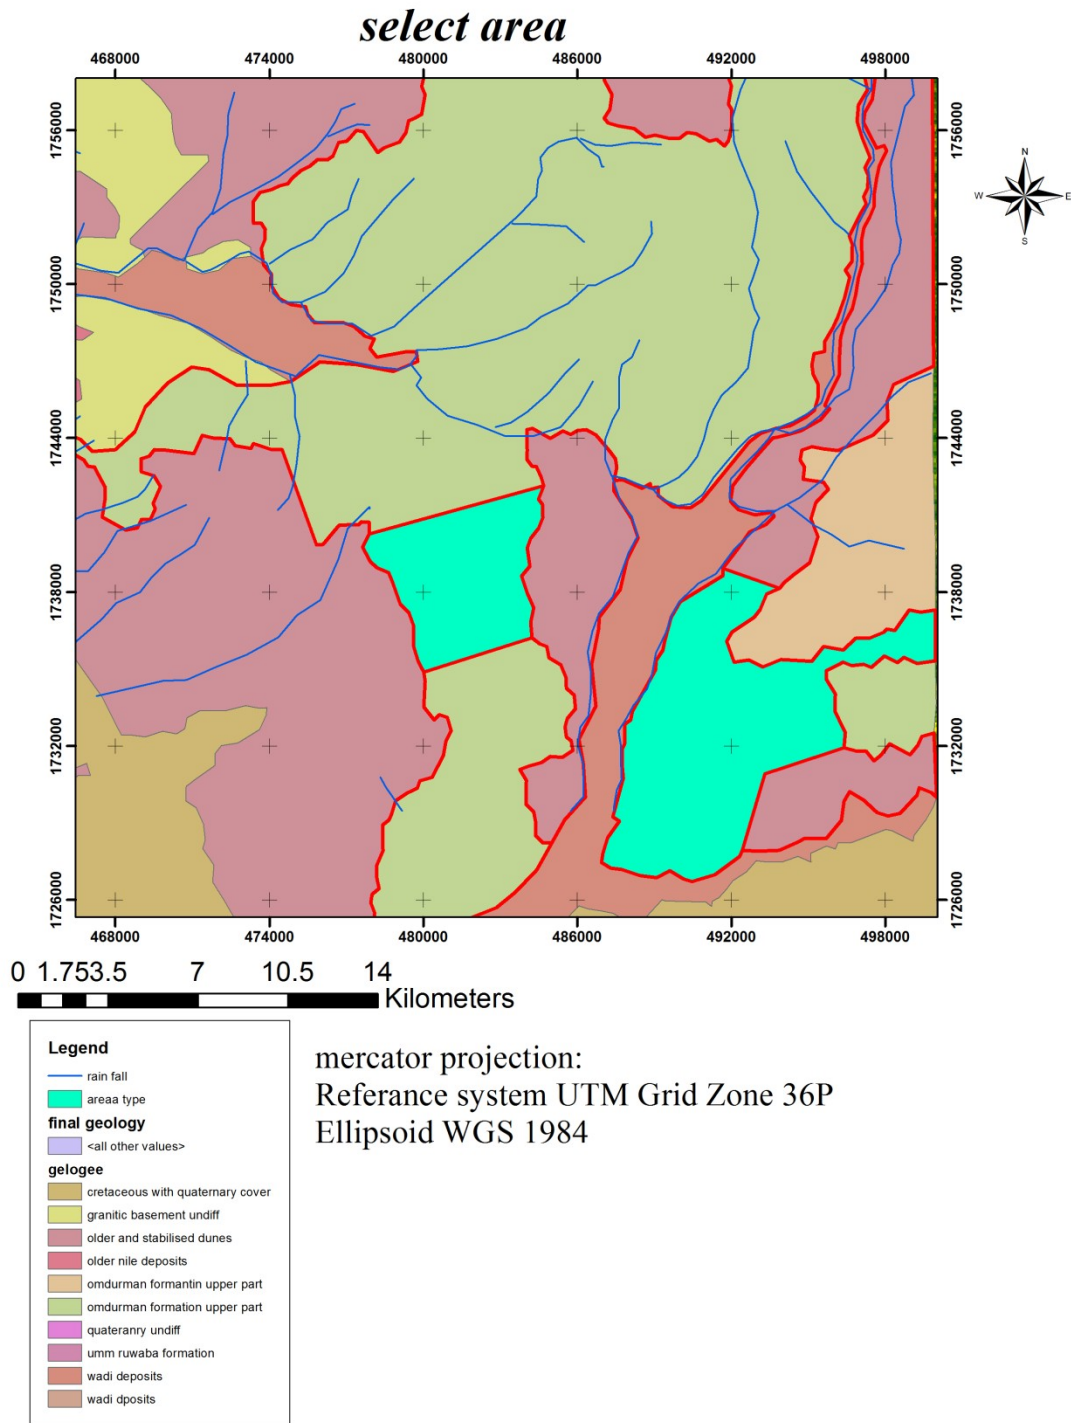 select area
468000 474000 480000 486000 492000 498000
N
W E
S
1756000 1756000
1750000 1750000
1744000 1744000
1738000 1738000
1732000 1732000
1726000 1726000
468000 474000 480000 486000 492000 498000
0 1.753.5 7 10.5 14
Kilometers
Legend
rain fall
areaa type
final geology
<all other values>
gelogee
cretaceous with quaternary cover
granitic basement undiff
older and stabilised dunes
older nile deposits
omdurman formantin upper part
omdurman formation upper part
quateranry undiff
umm ruwaba formation
wadi deposits
wadi dposits
mercator projection:
Referance system UTM Grid Zone 36P
Ellipsoid WGS 1984